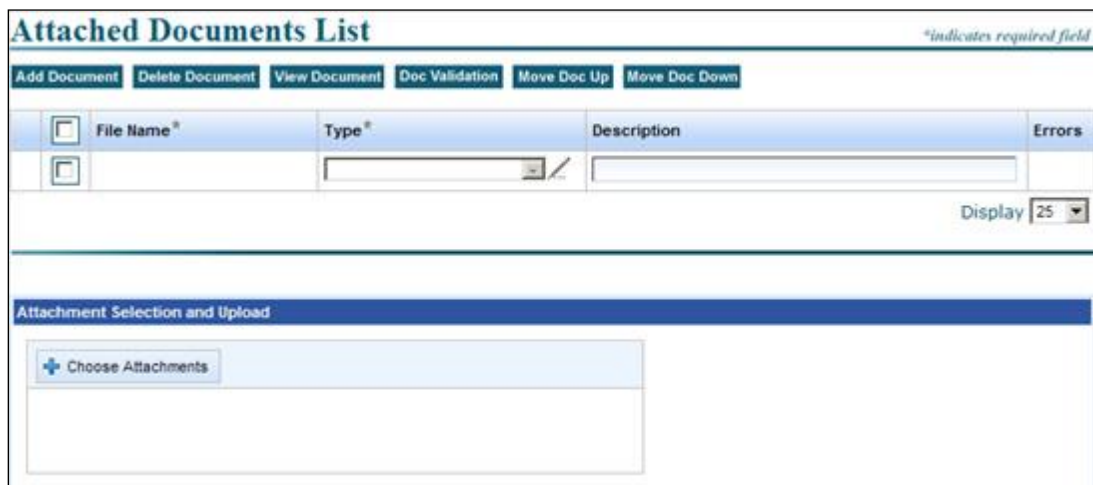 Attached Documents List
*indicates required field
Add Document Delete Document View Document Doc Validation Move Doc Up Move Doc Down
File Name* Type* Description Errors
Display 25
Attachment Selection and Upload
Choose Attachments